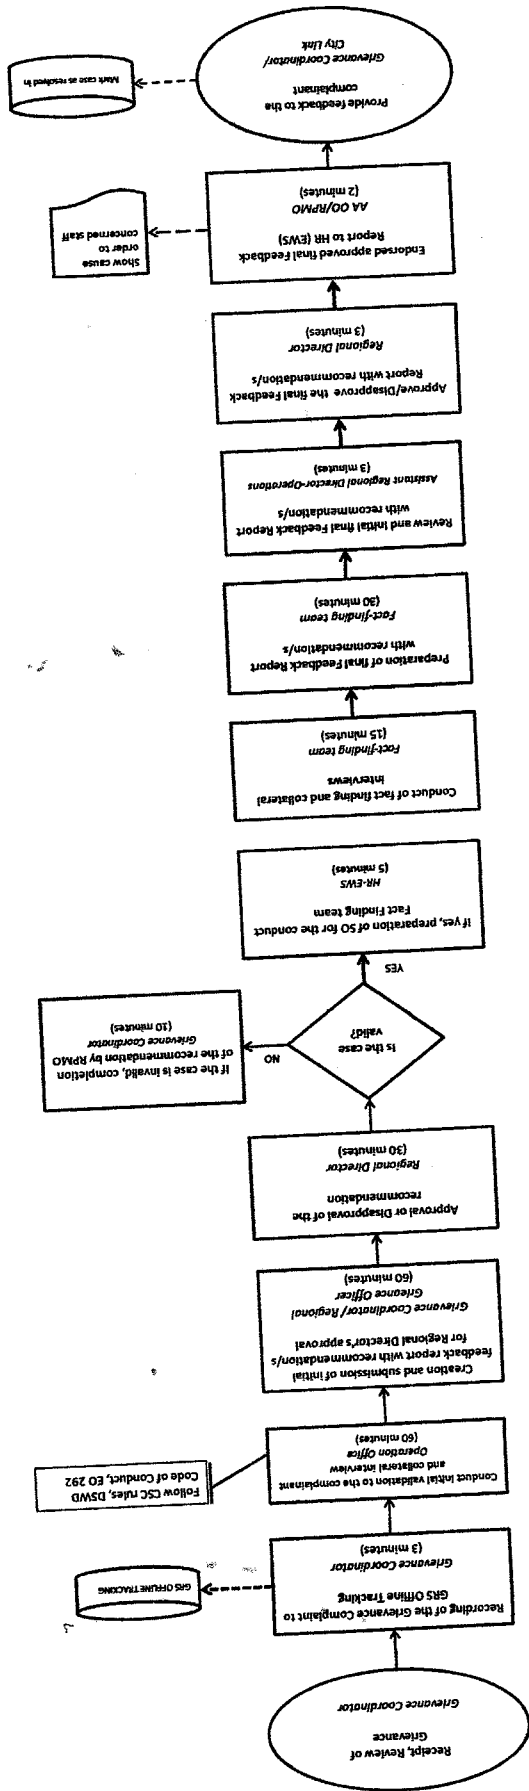 Receipt, Review of
Grievance
Grievance Coordinator
Recording of the Grievance Complaint to
GRS Offline Tracking
Grievance Coordinator
(3 minutes)
GRS OFFLINE TRACKING
Conduct initial validation to the complainant
and collateral interview
Operation Office
(60 minutes)
Follow CSC rules, DSWD
Code of Conduct, EO 292
Creation and submission of initial
feedback report with recommendation/s
for Regional Director's approval
Grievance Coordinator/ Regional
Grieance Officer
(60 minutes)
Approval or Disapproval of the
recommendation
Regional Director
(30 minutes)
Is the case
valid?
NO
If the case is invalid, completion
of the recommendation by RPMO
Grievance Coordinator
(10 minutes)
YES
if yes, preparation of SO for the conduct
Fact Finding team
HR-EWS
(5 minutes)
Conduct of fact finding and collateral
interviews
Fact-finding team
(15 minutes)
Preparation of final Feedback Report
with recommendation/s
Fact-finding team
(30 minutes)
Review and initial final Feedback Report
with recommendation/s
Assistant Regional Director-Operations
(3 minutes)
Approve/Disapprove the final Feedback
Report with recommendation/s
Regional Director
(3 minutes)
Endorsed approved final Feedback
Report to HR (EWS)
AA OO/RPMO
(2 minutes)
Show cause
order to
concerned staff
Provide feedback to the
complainant
Grievance Coordinator/
City Link
Mark case as resolved in